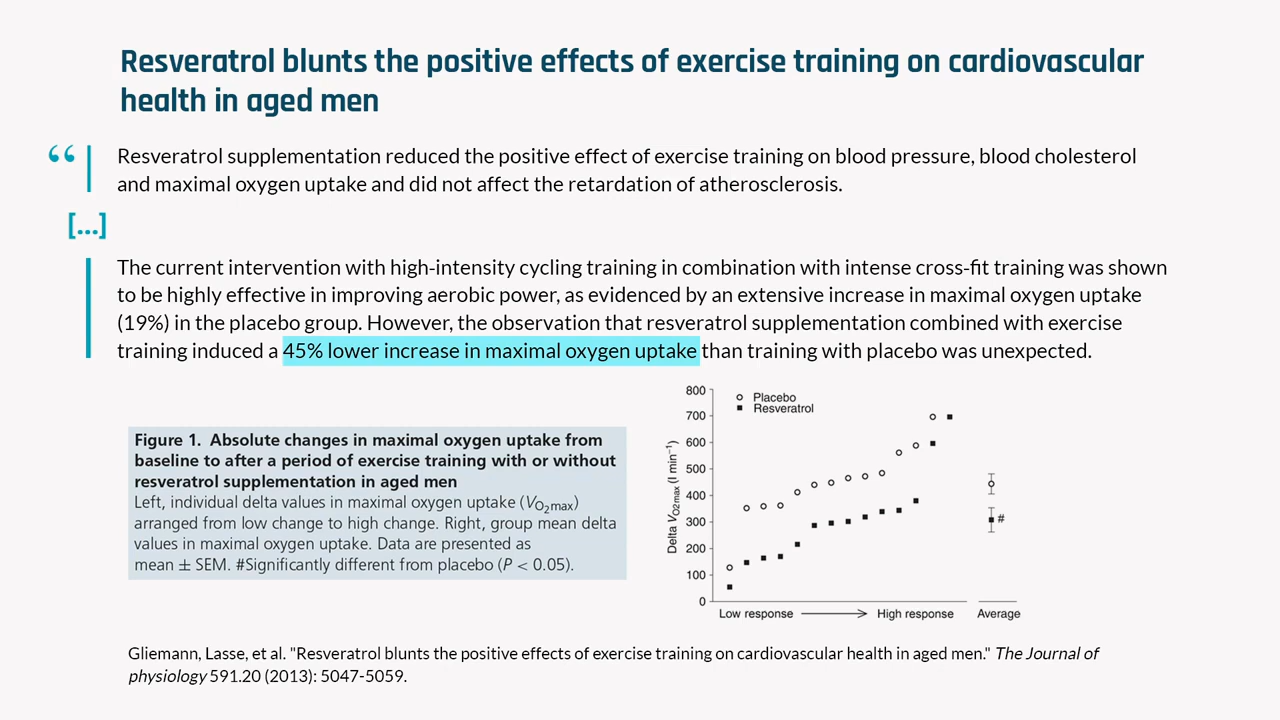 Resveratrol blunts the positive effects of exercise training on cardiovascular
health in aged men
“
Resveratrol supplementation reduced the positive effect of exercise training on blood pressure, blood cholesterol
and maximal oxygen uptake and did not affect the retardation of atherosclerosis.
[...]
The current intervention with high-intensity cycling training in combination with intense cross-fit training was shown
to be highly effective in improving aerobic power, as evidenced by an extensive increase in maximal oxygen uptake
(19%) in the placebo group. However, the observation that resveratrol supplementation combined with exercise
training induced a 45% lower increase in maximal oxygen uptake than training with placebo was unexpected.
Figure 1. Absolute changes in maximal oxygen uptake from
baseline to after a period of exercise training with or without
resveratrol supplementation in aged men
Left, individual delta values in maximal oxygen uptake (V̇O2max)
arranged from low change to high change. Right, group mean delta
values in maximal oxygen uptake. Data are presented as
mean ± SEM. #Significantly different from placebo (P < 0.05).
Delta V̇O2max (l min−1)
800
700
600
500
400
300
200
100
0
Placebo
Resveratrol
#
Low response
High response
Average
Gliemann, Lasse, et al. "Resveratrol blunts the positive effects of exercise training on cardiovascular health in aged men." The Journal of
physiology 591.20 (2013): 5047-5059.